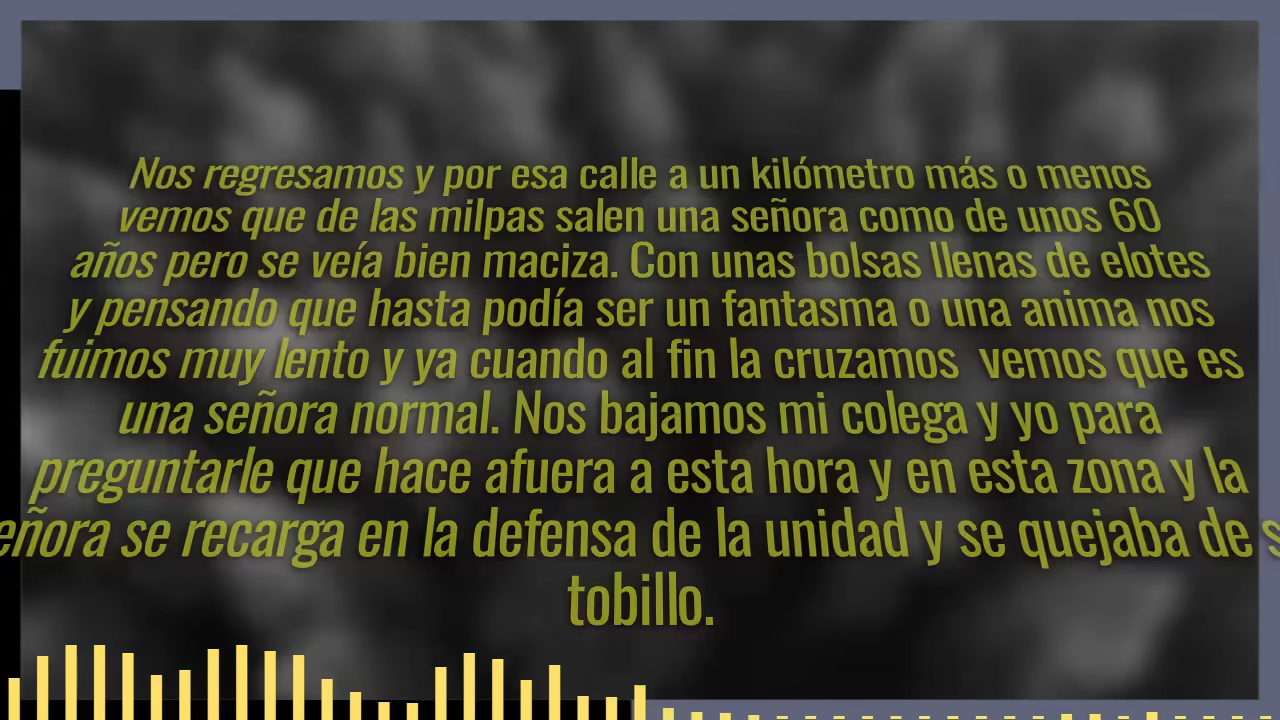 Nos regresamos y por esa calle a un kilómetro más o menos
vemos que de las milpas salen una señora como de unos 60
años pero se veía bien maciza. Con unas bolsas llenas de elotes
y pensando que hasta podía ser un fantasma o una anima nos
fuimos muy lento y ya cuando al fin la cruzamos  vemos que es
una señora normal. Nos bajamos mi colega y yo para
preguntarle que hace afuera a esta hora y en esta zona y la
eñora se recarga en la defensa de la unidad y se quejaba de s
tobillo.